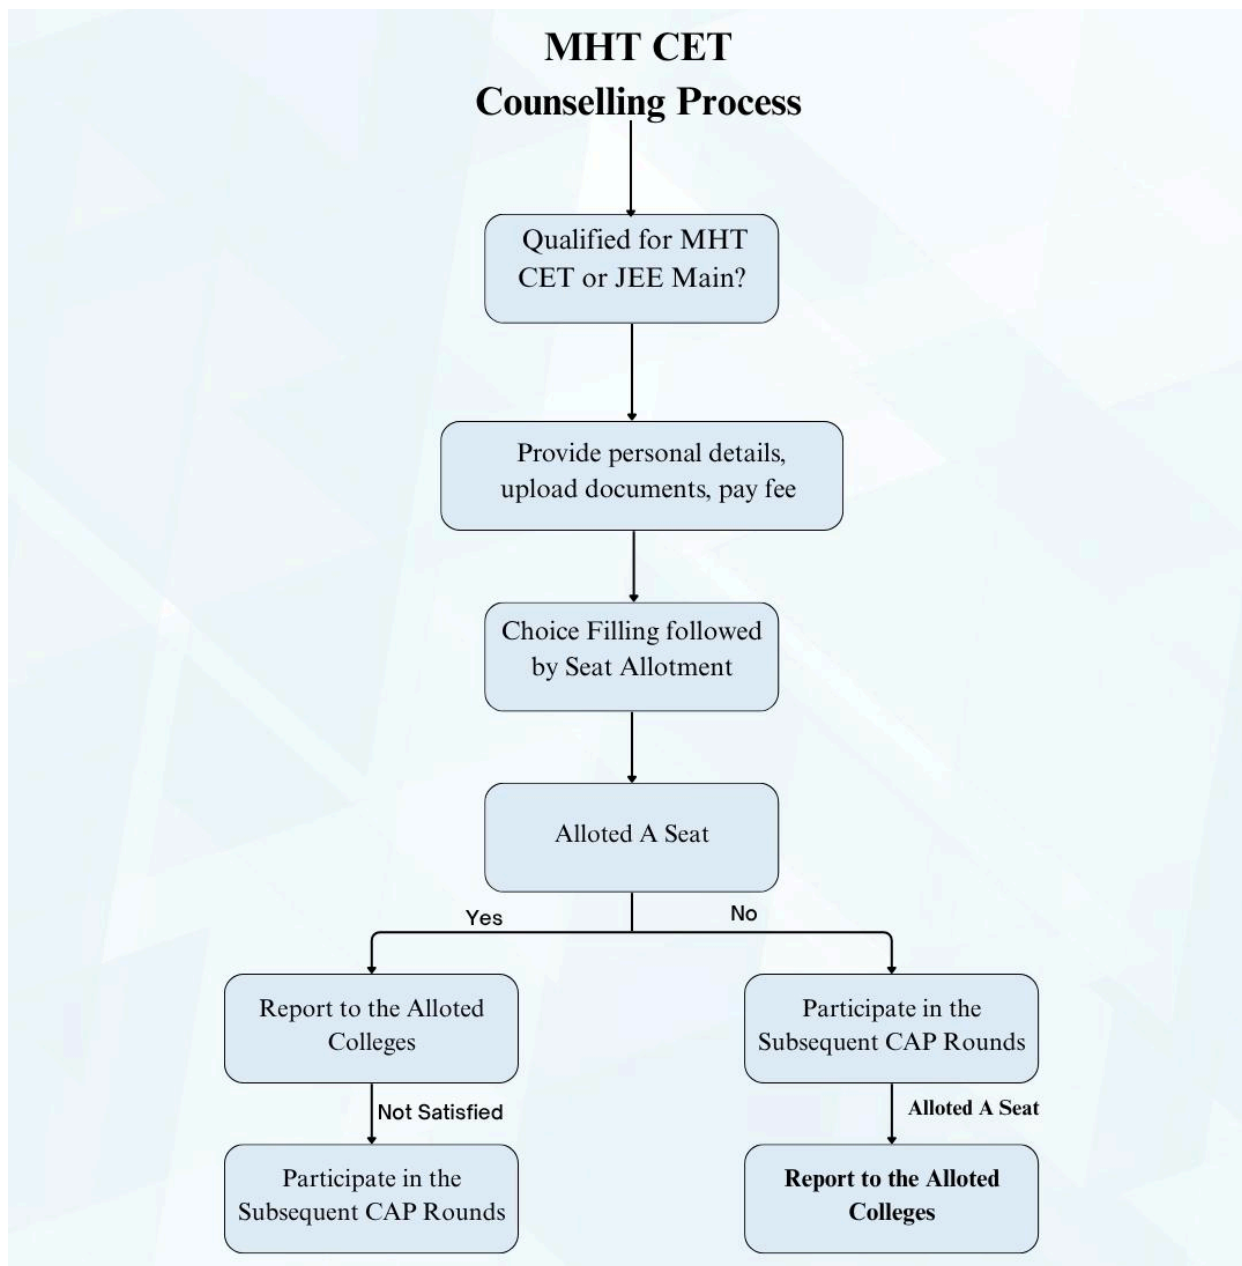 MHT CET
Counselling Process
Qualified for MHT
CET or JEE Main?
Provide personal details,
upload documents, pay fee
Choice Filling followed
by Seat Allotment
Alloted A Seat
Yes
No
Report to the Alloted
Colleges
Participate in the
Subsequent CAP Rounds
Not Satisfied
Alloted A Seat
Participate in the
Subsequent CAP Rounds
Report to the Alloted
Colleges